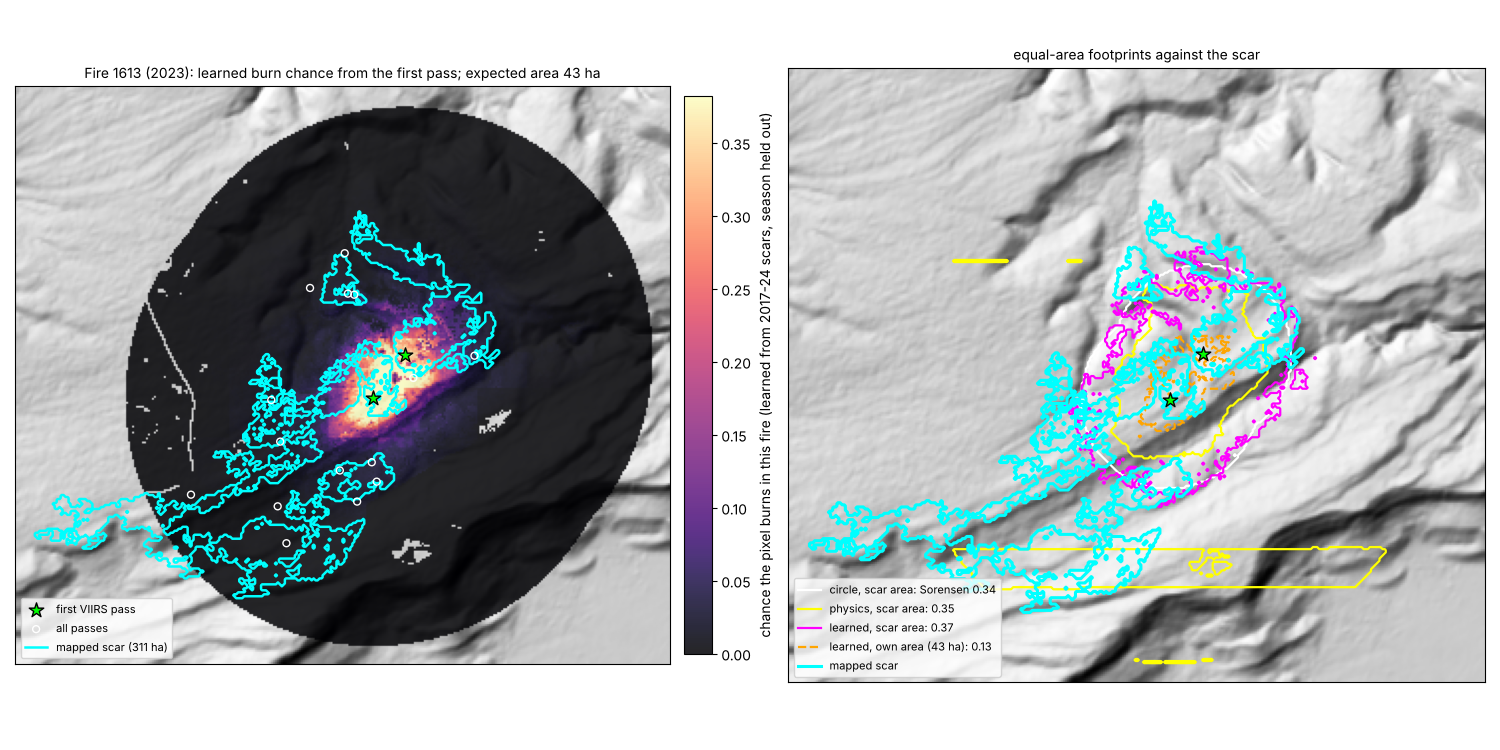 Fire 1613 (2023): learned burn chance from the first pass; expected area 43 ha
first VIIRS pass
all passes
mapped scar (311 ha)
0.35
0.30
0.25
0.20
0.15
0.10
0.05
0.00
chance the pixel burns in this fire (learned from 2017-24 scars, season held out)
equal-area footprints against the scar
circle, scar area: Sorensen 0.34
physics, scar area: 0.35
learned, scar area: 0.37
learned, own area (43 ha): 0.13
mapped scar